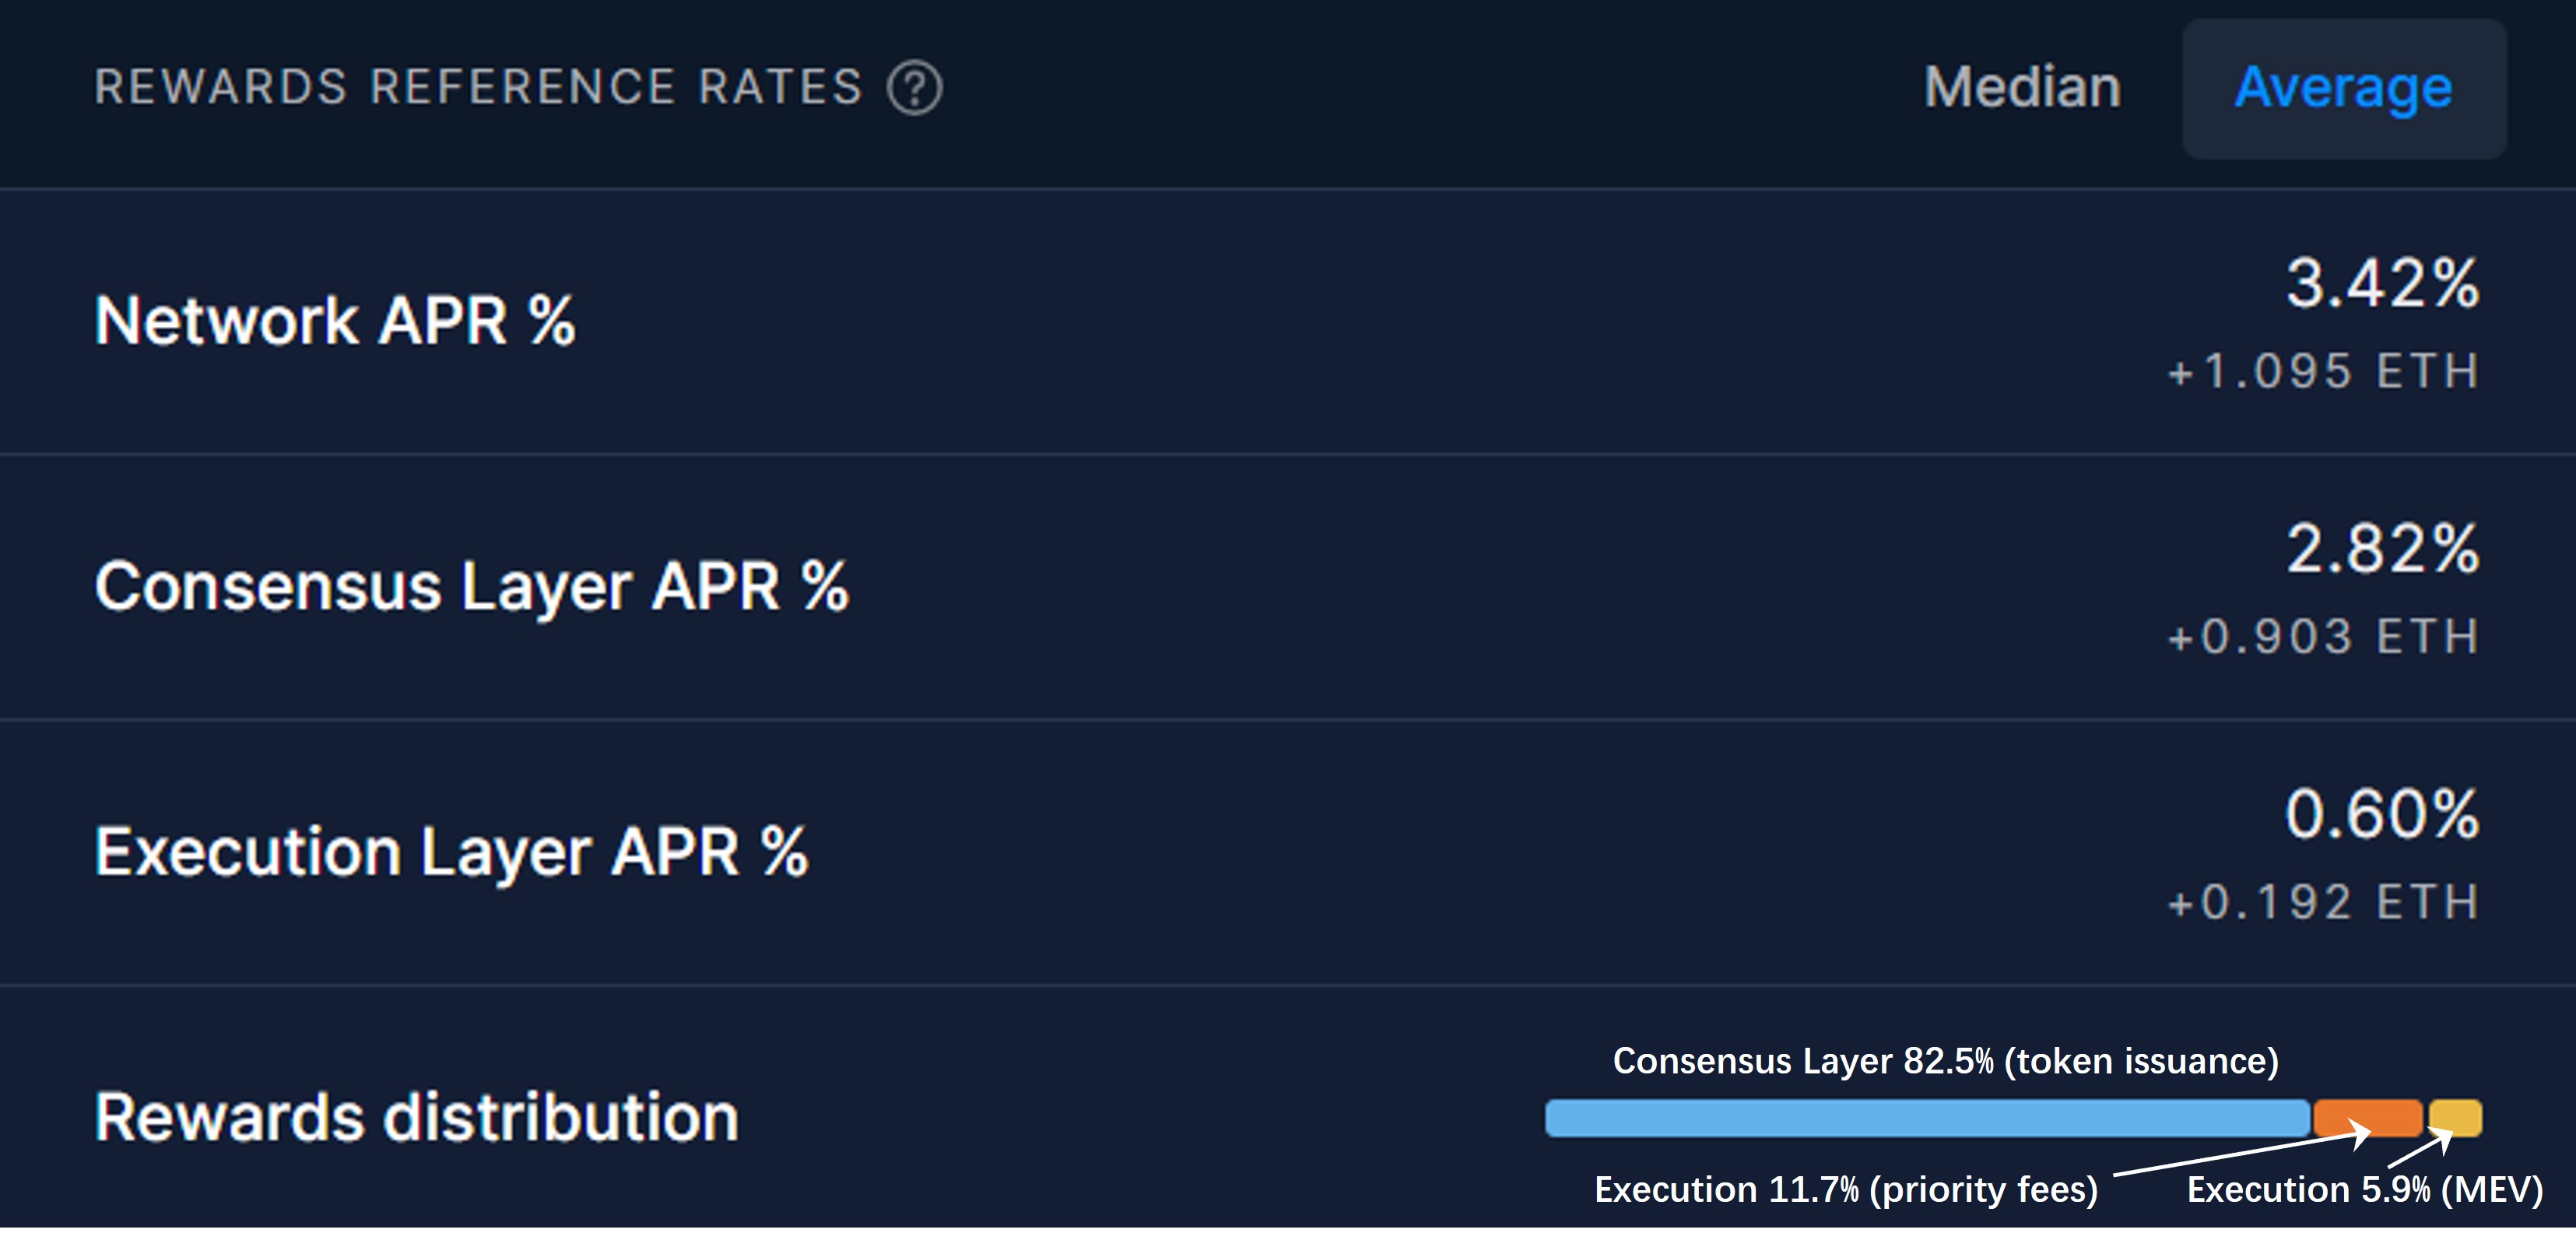 REWARDS REFERENCE RATES ?
Median
Average
Network APR %
3.42%
+1.095 ETH
Consensus Layer APR %
2.82%
+0.903 ETH
Execution Layer APR %
0.60%
+0.192 ETH
Rewards distribution
Consensus Layer 82.5% (token issuance)
Execution 11.7% (priority fees)
Execution 5.9% (MEV)